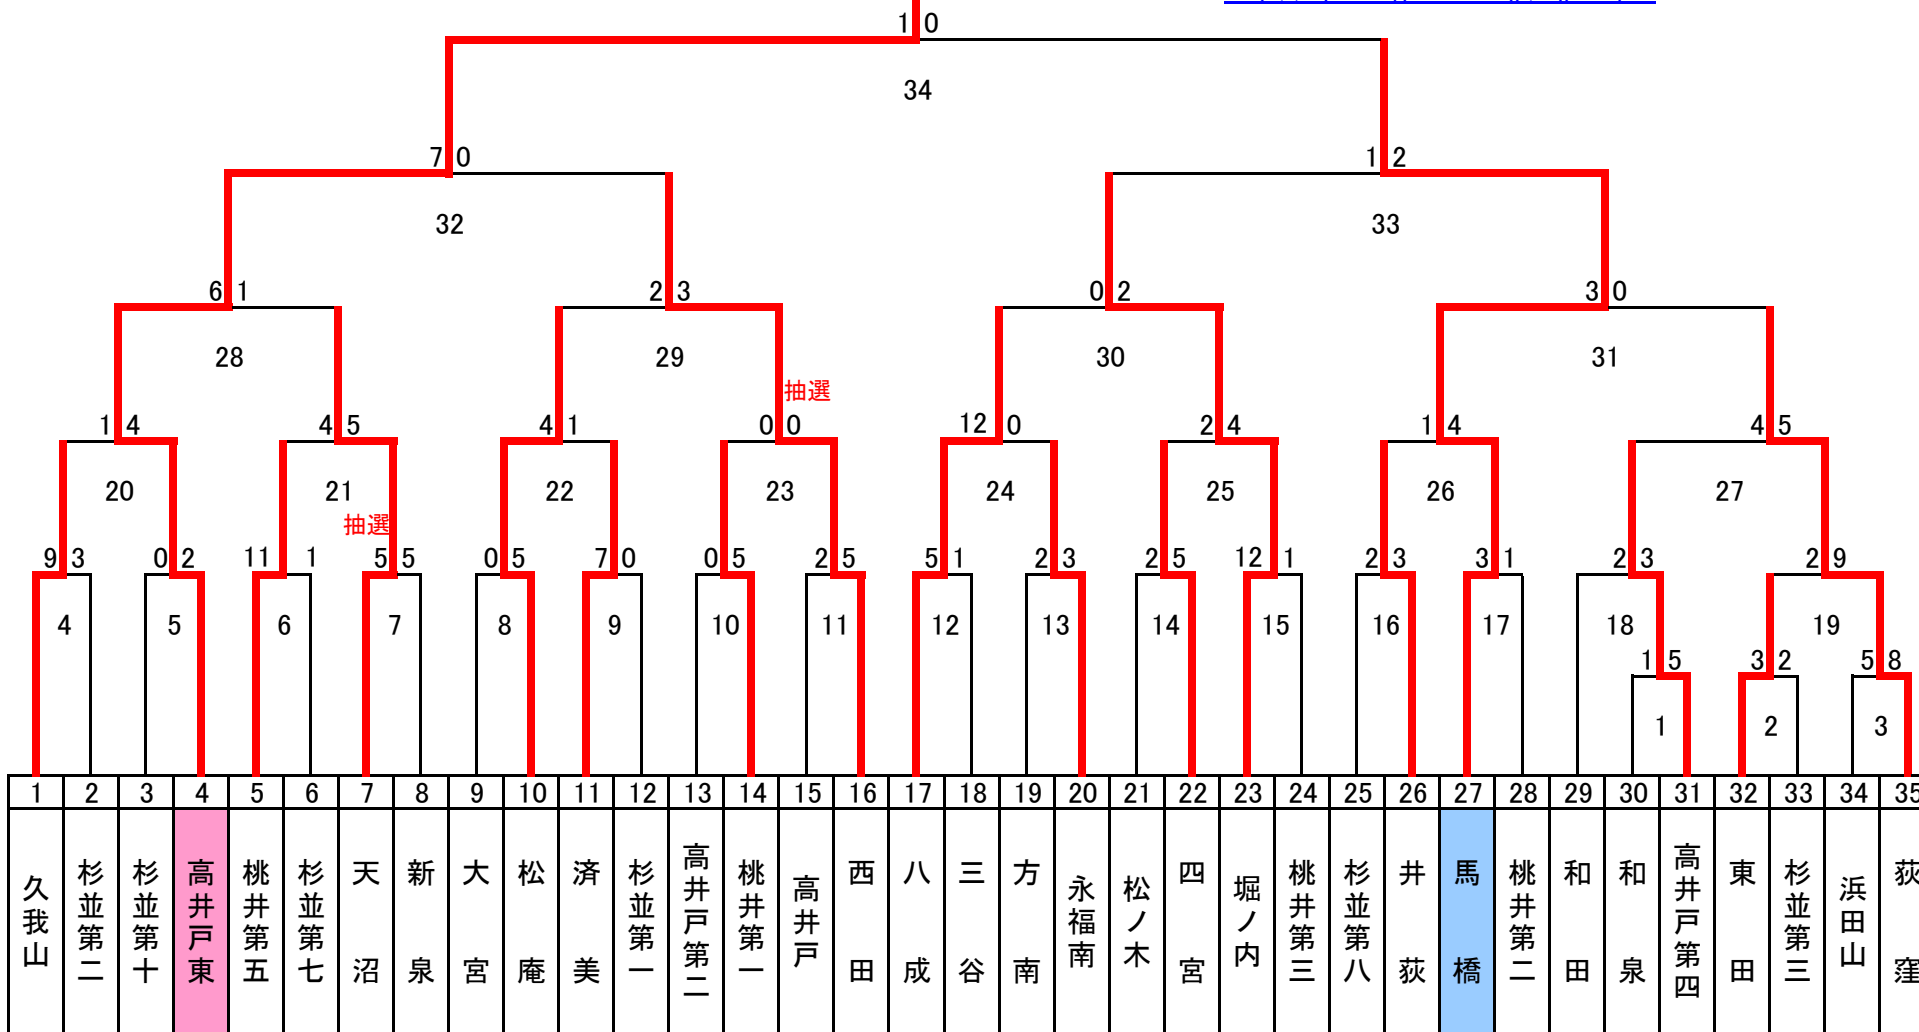 1 0
34
7 0 1 2
32 33
6 1 2 3 0 2 3 0
28 29 30 31
抽選
1 4 4 5 4 1 0 0 12 0 2 4 1 4 4 5
20 21 22 23 24 25 26 27
抽選
9 3 0 2 11 1 5 5 0 5 7 0 0 5 2 5 5 1 2 3 2 5 12 1 2 3 3 1 2 3 2 9
4 5 6 7 8 9 10 11 12 13 14 15 16 17 18 19
1 5 3 2 5 8
1 2 3
1 2 3 4 5 6 7 8 9 10 11 12 13 14 15 16 17 18 19 20 21 22 23 24 25 26 27 28 29 30 31 32 33 34 35
久我山
杉並第二
杉並第十
高井戸東
桃井第五
杉並第七
天沼
新泉
大宮
松庵
済美
杉並第一
高井戸第二
桃井第一
高井戸
西田
八成
三谷
方南
永福南
松ノ木
四宮
堀ノ内
桃井第三
杉並第八
井荻
馬橋
桃井第二
和田
和泉
高井戸第四
東田
杉並第三
浜田山
荻窪